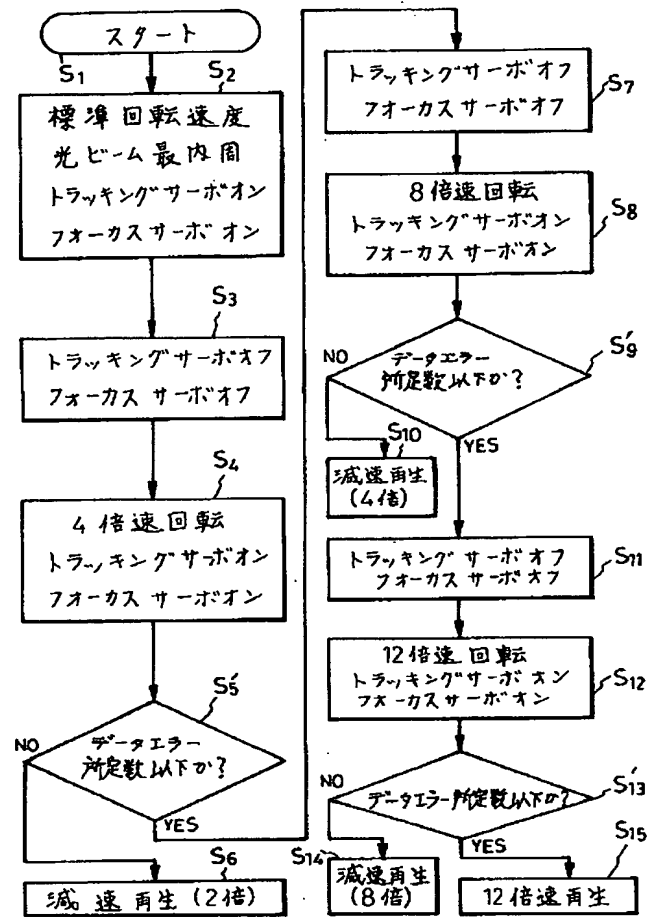 スタート
S1
S2
標準回転速度
光ビーム最内周
トラッキングサーボオン
フォーカスサーボオン
S3
トラッキングサーボオフ
フォーカスサーボオフ
S4
4倍速回転
トラッキングサーボオン
フォーカスサーボオン
S5'
データエラー
所定数以下か?
NO
YES
S6
減速再生(2倍)
トラッキングサーボオフ
フォーカスサーボオフ
S7
8倍速回転
トラッキングサーボオン
フォーカスサーボオン
S8
データエラー
所定数以下か?
S9'
NO
YES
S10
減速再生
(4倍)
トラッキングサーボオフ
フォーカスサーボオフ
S11
12倍速回転
トラッキングサーボオン
フォーカスサーボオン
S12
データエラー所定数以下か?
S13'
NO
YES
S14
減速再生
(8倍)
S15
12倍速再生